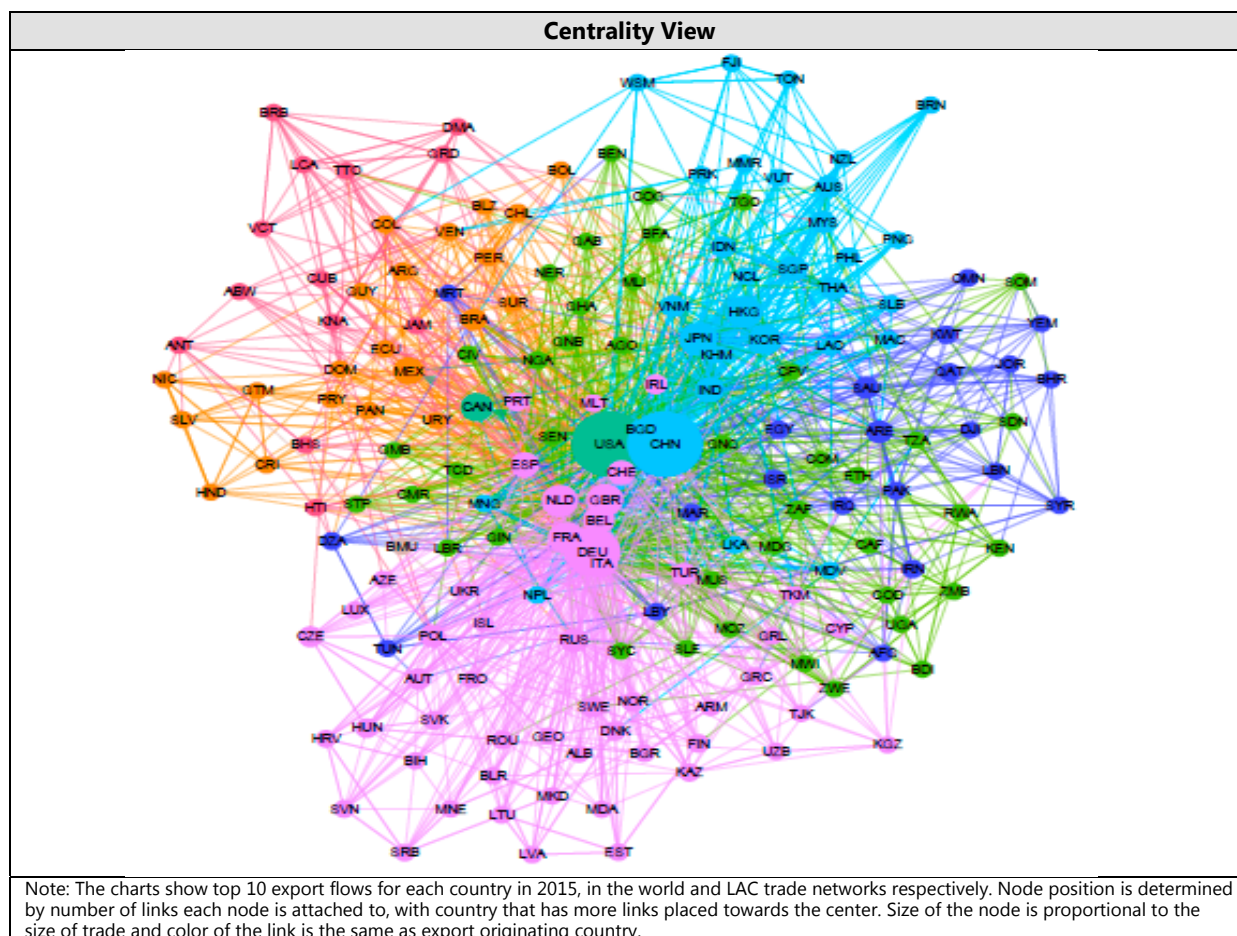 Centrality View
FJI
WSM
TON
BRN
BRB
DMA
GRD
BEN
LCA
TTO
BOL
PRK
MMR
VUT
NZL
AUS
COG
TGO
BLZ
CHL
COL
VCT
VEN
GAB
BFA
MYS
PNG
IDN
PHL
PER
ARG
NER
MLI
NCL
SGP
THA
CUB
GUY
ABW
MRT
SUR
GHA
VNM
HKG
SLB
OMN
SOM
KNA
JAM
BRA
YEM
ANT
ECU
CIV
NGA
GNB
AGO
JPN
KHM
KOR
LAO
MAC
KWT
NIC
GTM
DOM
MEX
QAT
JOR
BHR
CPV
IRL
IND
SAU
PRY
PAN
CAN
PRT
MLT
SLV
URY
SEN
USA
BGD
CHN
GNQ
EGY
ARE
TZA
DJI
SDN
BHS
GMB
CRI
TCD
ESP
CHE
COM
ETH
LBN
HND
ISR
PAK
HTI
STP
CMR
MNG
NLD
GBR
MAR
ZAF
IRQ
RWA
SYR
BEL
DZA
BMU
LBR
GIN
FRA
DEU
ITA
LKA
MDG
CAF
KEN
AZE
UKR
NPL
TUR
MUS
MDV
IRN
TKM
COD
ZMB
LUX
ISL
LBY
CZE
POL
TUN
RUS
SYC
SLE
MOZ
GRL
CYP
UGA
AFG
BDI
AUT
FRO
MWI
GRC
ZWE
SWE
NOR
ARM
TJK
HRV
HUN
SVK
ROU
GEO
DNK
ALB
BGR
FIN
UZB
KGZ
BIH
BLR
KAZ
SVN
MNE
LTU
MKD
MDA
SRB
LVA
EST
Note: The charts show top 10 export flows for each country in 2015, in the world and LAC trade networks respectively. Node position is determined
by number of links each node is attached to, with country that has more links placed towards the center. Size of the node is proportional to the
size of trade and color of the link is the same as export originating country.